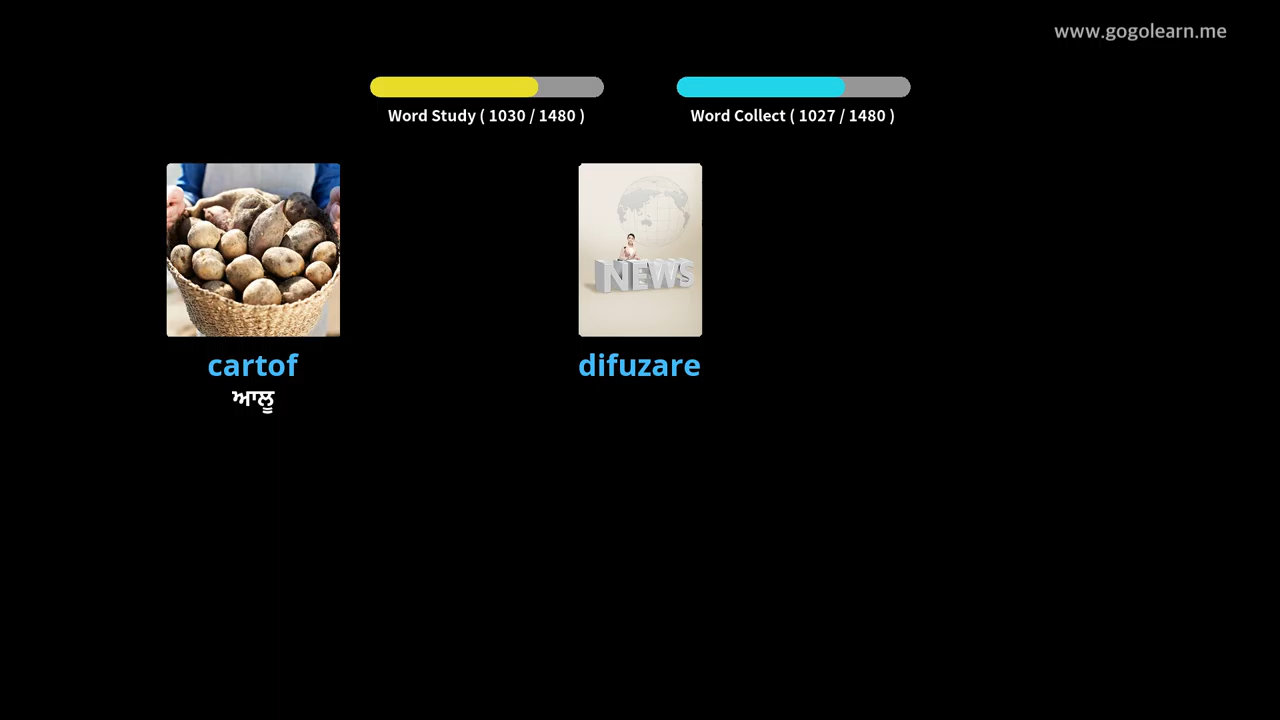 www.gogolearn.me
Word Study ( 1030 / 1480 )
Word Collect ( 1027 / 1480 )
NEWS
cartof
difuzare
ਆਲੂ